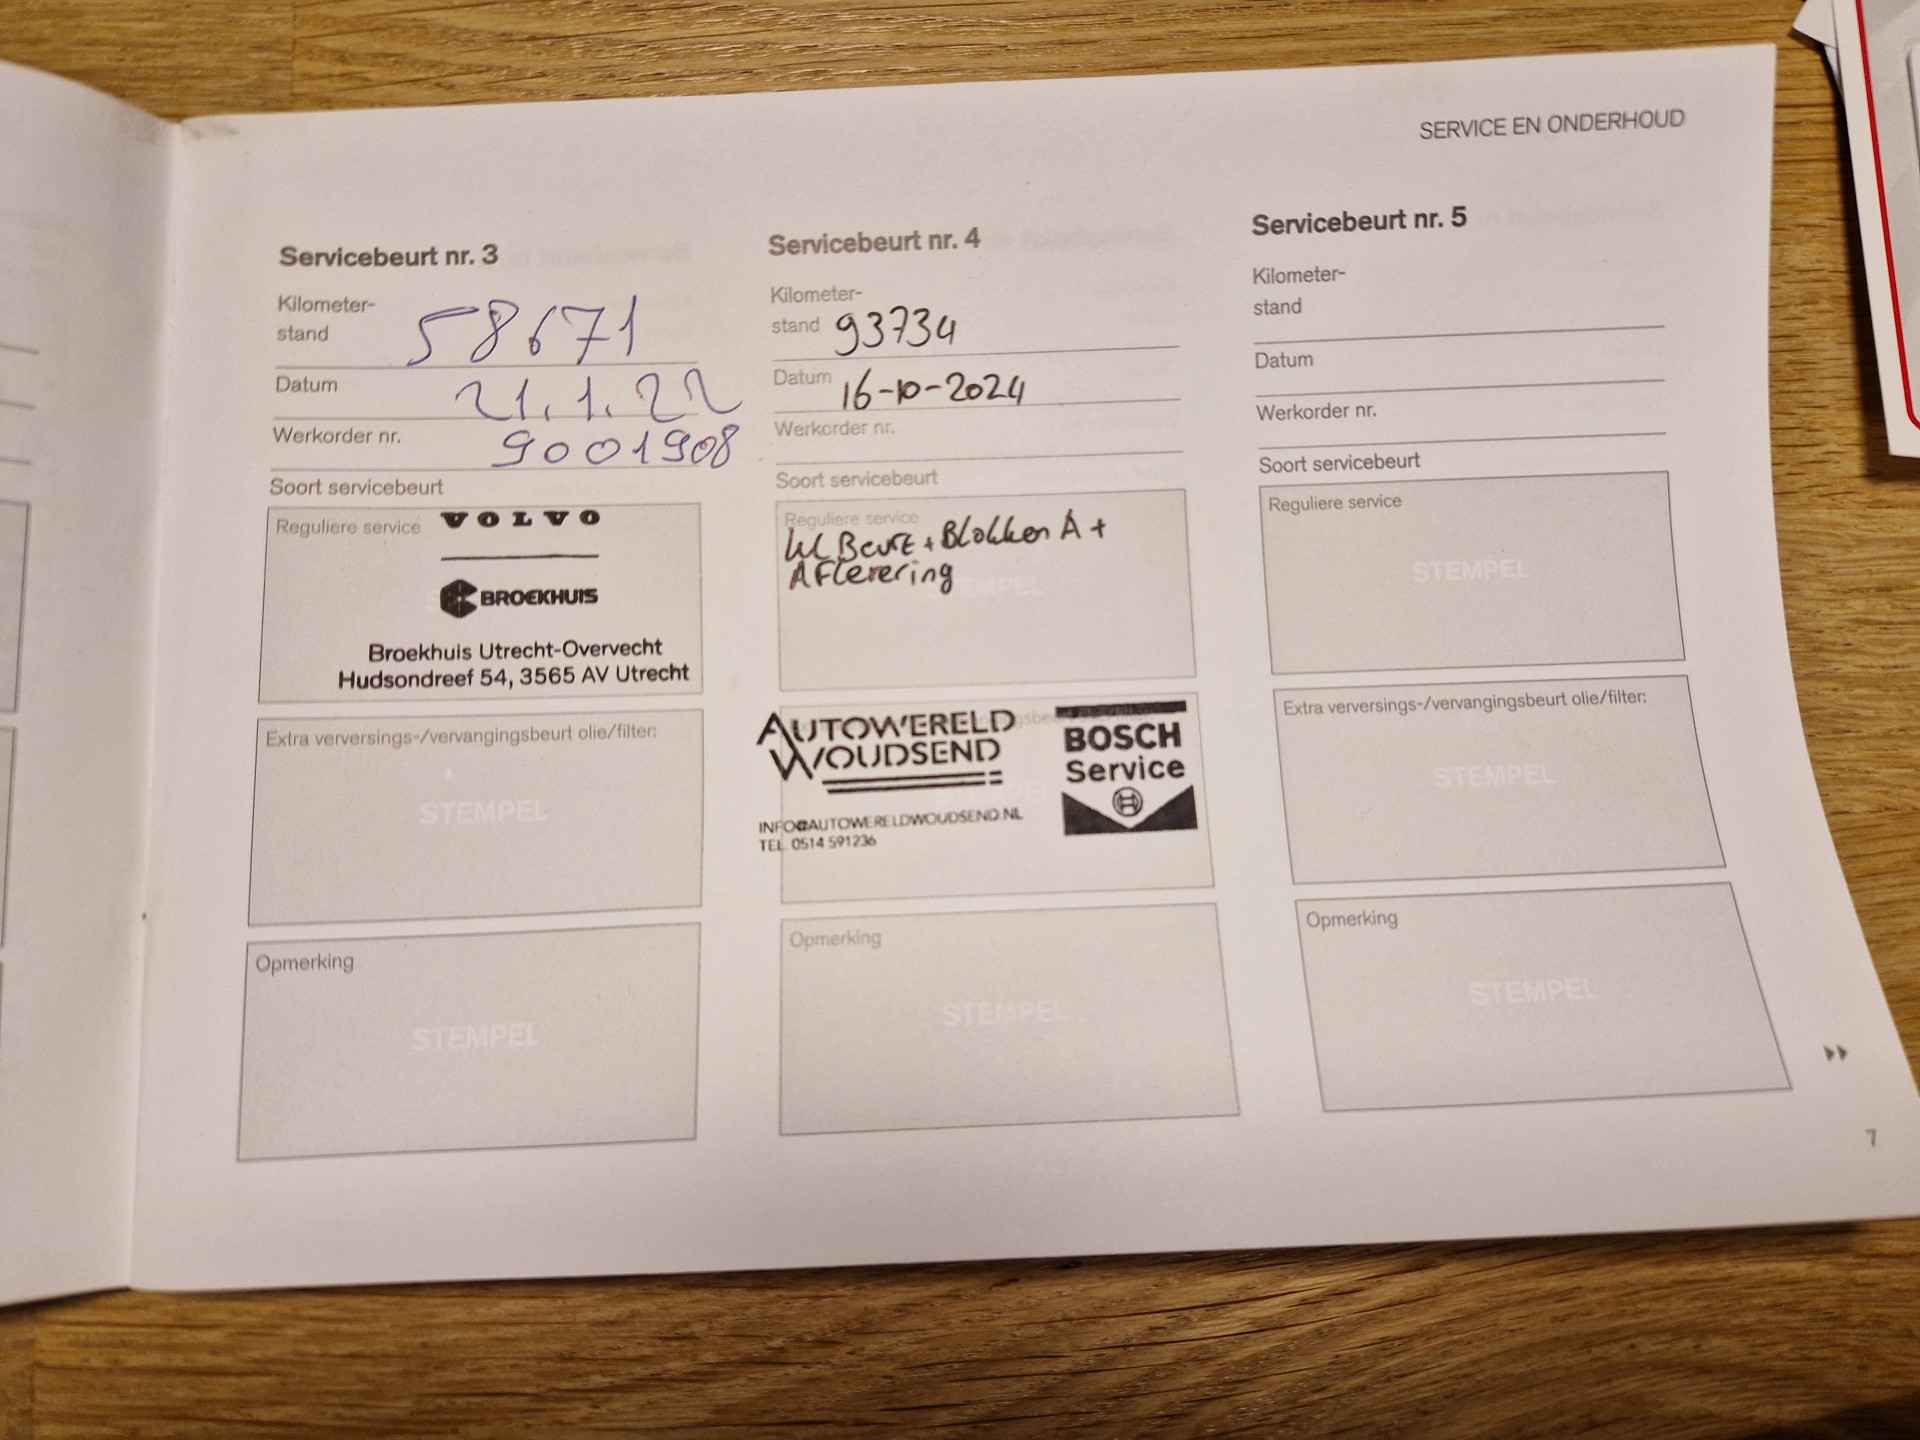 SERVICE EN ONDERHOUD
Servicebeurt nr. 3
Kilometer-
stand 58671
Datum 21.1.22
Werkorder nr. 9001908
Soort servicebeurt
Reguliere service
VOLVO
BROEKHUIS
Broekhuis Utrecht-Overvecht
Hudsondreef 54, 3565 AV Utrecht
Extra verversings-/vervangingsbeurt olie/filter:
STEMPEL
Opmerking
STEMPEL
Servicebeurt nr. 4
Kilometer-
stand 93734
Datum 16-10-2024
Werkorder nr.
Soort servicebeurt
Reguliere service
Beurt + Blokken A +
Aflevering
AUTOWERELD
WOUDSEND
INFO@AUTOWERELDWOUDSEND.NL
TEL. 0514 591236
BOSCH
Service
Opmerking
STEMPEL
Servicebeurt nr. 5
Kilometer-
stand
Datum
Werkorder nr.
Soort servicebeurt
Reguliere service
STEMPEL
Extra verversings-/vervangingsbeurt olie/filter:
STEMPEL
Opmerking
STEMPEL
7